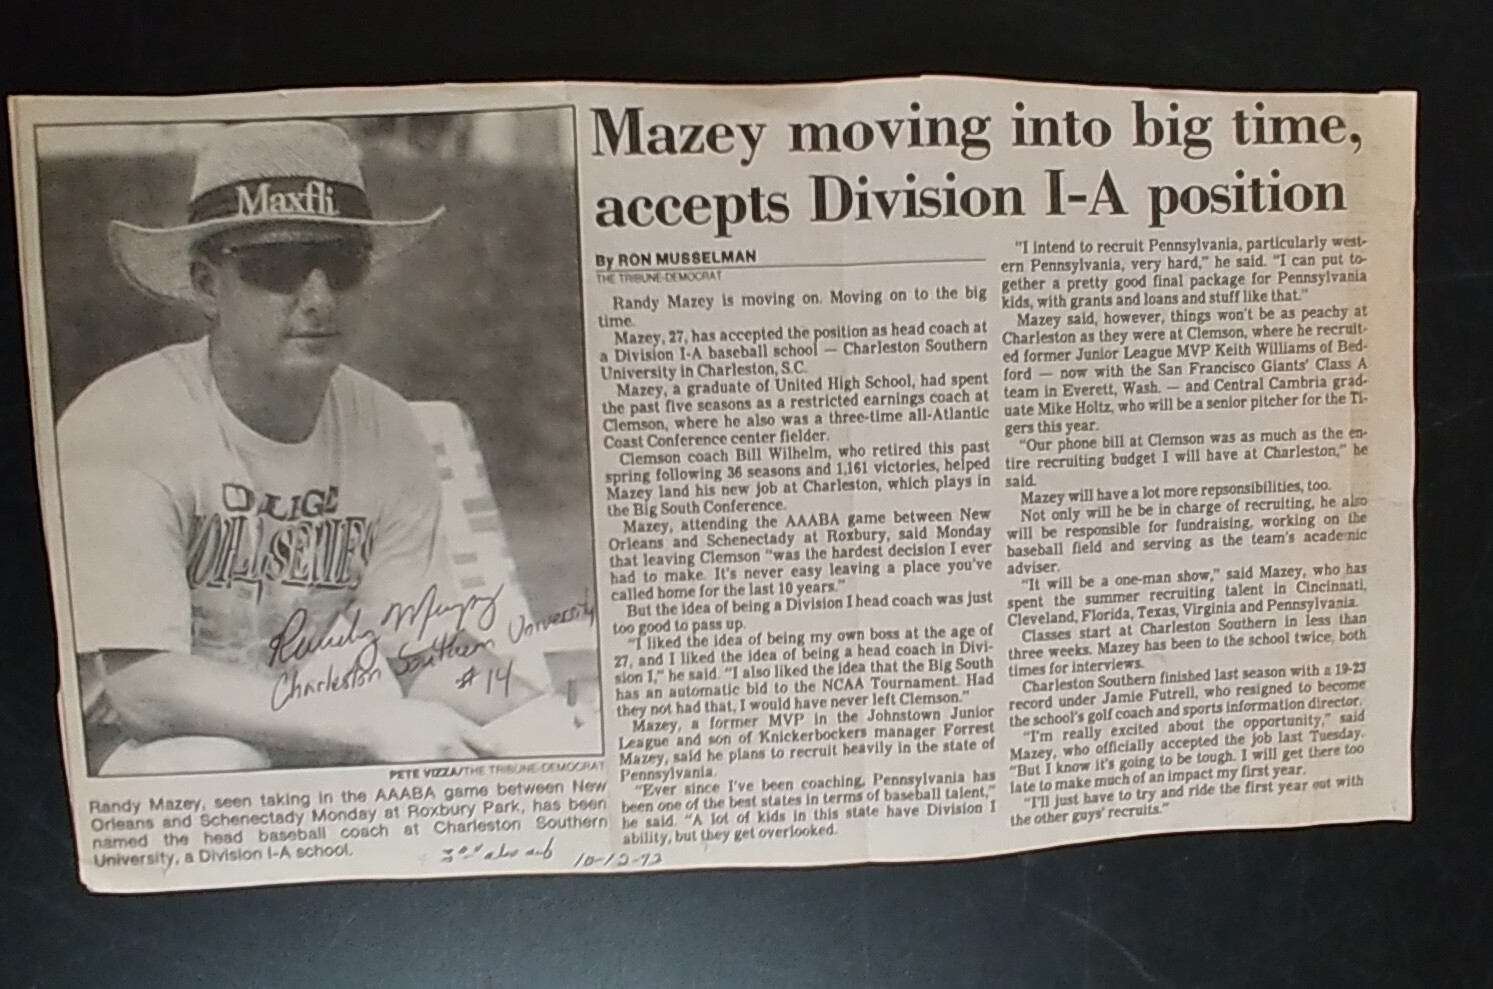 Maxfli
COLLEGE
WORLD SERIES
Randy Mazey
Charleston Southern University
#14
PETE VIZZA/THE TRIBUNE-DEMOCRAT
Randy Mazey, seen taking in the AAABA game between New
Orleans and Schenectady Monday at Roxbury Park, has been
named the head baseball coach at Charleston Southern
University, a Division I-A school.
Mazey moving into big time,
accepts Division I-A position
By RON MUSSELMAN
THE TRIBUNE-DEMOCRAT
Randy Mazey is moving on. Moving on to the big
time.
Mazey, 27, has accepted the position as head coach at
a Division I-A baseball school — Charleston Southern
University in Charleston, S.C.
Mazey, a graduate of United High School, had spent
the past five seasons as a restricted earnings coach at
Clemson, where he also was a three-time all-Atlantic
Coast Conference center fielder.
Clemson coach Bill Wilhelm, who retired this past
spring following 36 seasons and 1,161 victories, helped
Mazey land his new job at Charleston, which plays in
the Big South Conference.
Mazey, attending the AAABA game between New
Orleans and Schenectady at Roxbury, said Monday
that leaving Clemson "was the hardest decision I ever
had to make. It's never easy leaving a place you've
called home for the last 10 years."
But the idea of being a Division I head coach was just
too good to pass up.
"I liked the idea of being my own boss at the age of
27, and I liked the idea of being a head coach in Divi-
sion I," he said. "I also liked the idea that the Big South
has an automatic bid to the NCAA Tournament. Had
they not had that, I would have never left Clemson."
Mazey, a former MVP in the Johnstown Junior
League and son of Knickerbockers manager Forrest
Mazey, said he plans to recruit heavily in the state of
Pennsylvania.
"Ever since I've been coaching, Pennsylvania has
been one of the best states in terms of baseball talent,"
he said. "A lot of kids in this state have Division I
ability, but they get overlooked.
"I intend to recruit Pennsylvania, particularly west-
ern Pennsylvania, very hard," he said. "I can put to-
gether a pretty good final package for Pennsylvania
kids, with grants and loans and stuff like that."
Mazey said, however, things won't be as peachy at
Charleston as they were at Clemson, where he recruit-
ed former Junior League MVP Keith Williams of Bed-
ford — now with the San Francisco Giants' Class A
team in Everett, Wash. — and Central Cambria grad-
uate Mike Holtz, who will be a senior pitcher for the Ti-
gers this year.
"Our phone bill at Clemson was as much as the en-
tire recruiting budget I will have at Charleston," he
said.
Mazey will have a lot more repsonsibilities, too.
Not only will he be in charge of recruiting, he also
will be responsible for fundraising, working on the
baseball field and serving as the team's academic
adviser.
"It will be a one-man show," said Mazey, who has
spent the summer recruiting talent in Cincinnati,
Cleveland, Florida, Texas, Virginia and Pennsylvania.
Classes start at Charleston Southern in less than
three weeks. Mazey has been to the school twice, both
times for interviews.
Charleston Southern finished last season with a 19-23
record under Jamie Futrell, who resigned to become
the school's golf coach and sports information director.
"I'm really excited about the opportunity," said
Mazey, who officially accepted the job last Tuesday.
"But I know it's going to be tough. I will get there too
late to make much of an impact my first year.
"I'll just have to try and ride the first year out with
the other guys' recruits."